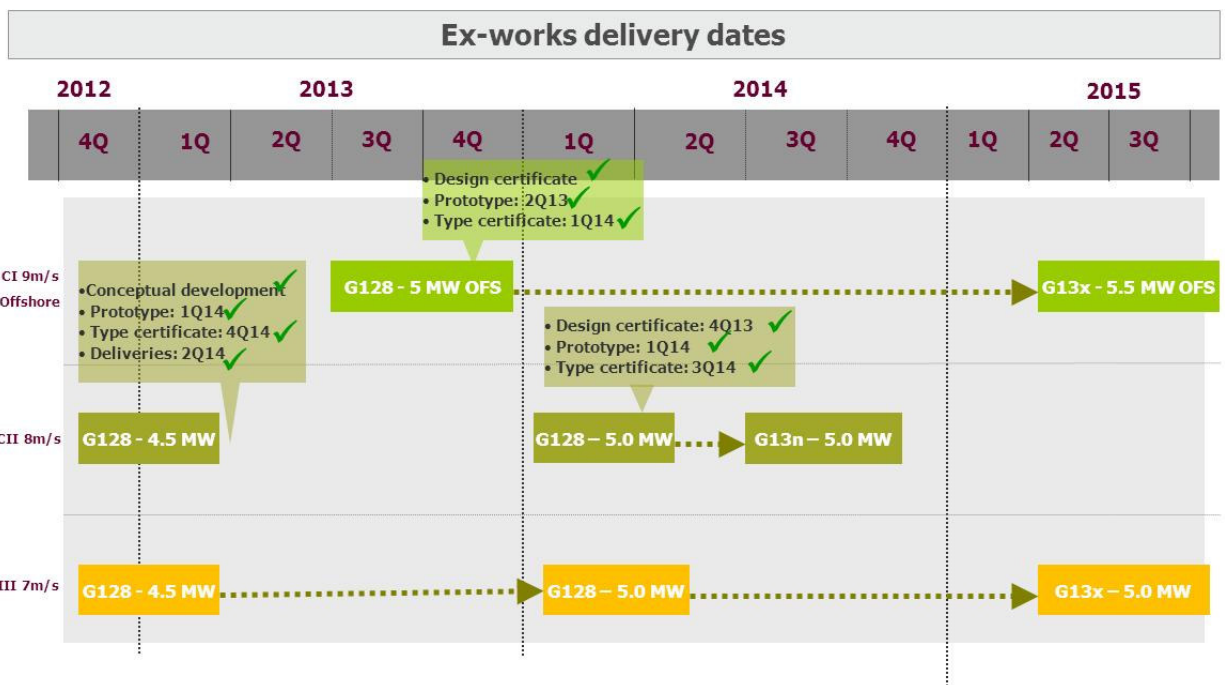 Ex-works delivery dates
2012 2013 2014 2015
4Q 1Q 2Q 3Q 4Q 1Q 2Q 3Q 4Q 1Q 2Q 3Q
• Design certificate
• Prototype: 2Q13
• Type certificate: 1Q14
CI 9m/s
Offshore
•Conceptual development
• Prototype: 1Q14
• Type certificate: 4Q14
• Deliveries: 2Q14
G128 - 5 MW OFS
G13x - 5.5 MW OFS
• Design certificate: 4Q13
• Prototype: 1Q14
• Type certificate: 3Q14
CII 8m/s
G128 - 4.5 MW
G128 – 5.0 MW
G13n – 5.0 MW
III 7m/s
G128 - 4.5 MW
G128 – 5.0 MW
G13x – 5.0 MW